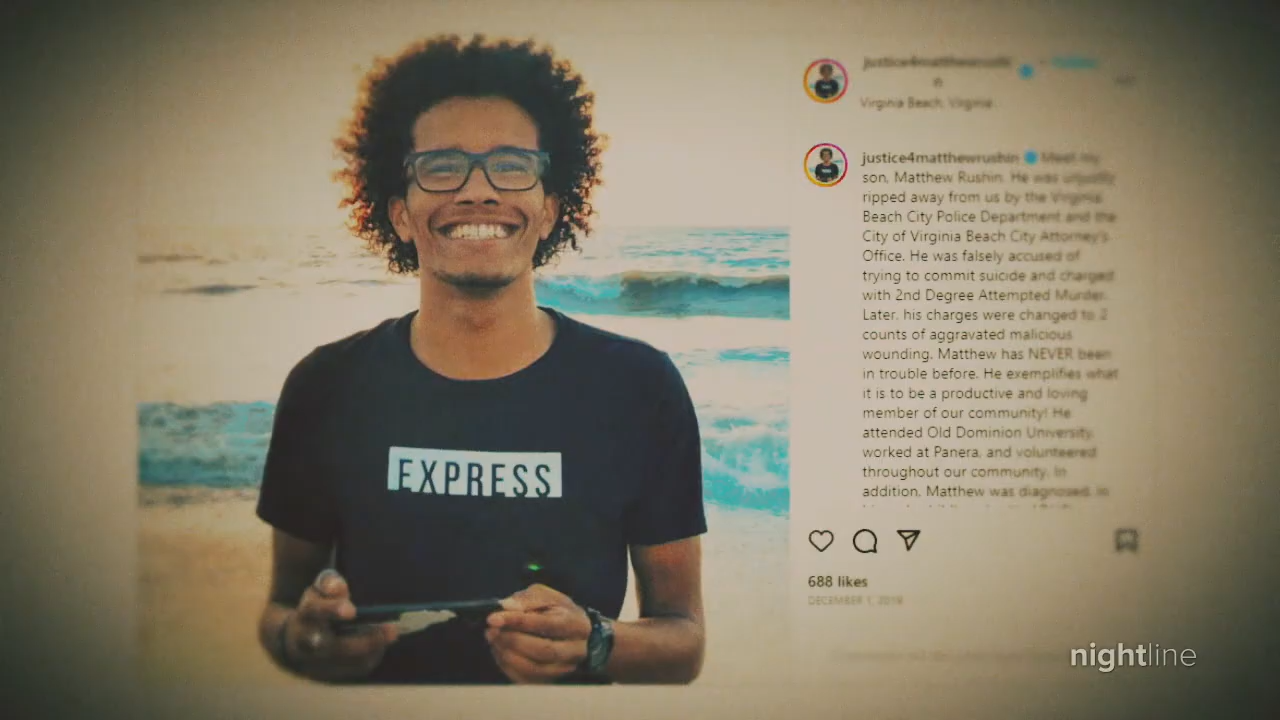 justice4matthewrushin
Virginia Beach, Virginia
justice4matthewrushin Meet my
son, Matthew Rushin. He was unjustly
ripped away from us by the Virginia
Beach City Police Department and the
City of Virginia Beach City Attorney's
Office. He was falsely accused of
trying to commit suicide and charged
with 2nd Degree Attempted Murder.
Later, his charges were changed to 2
counts of aggravated malicious
wounding. Matthew has NEVER been
in trouble before. He exemplifies what
it is to be a productive and loving
member of our community! He
attended Old Dominion University,
worked at Panera, and volunteered
throughout our community. In
addition, Matthew was diagnosed, in
EXPRESS
688 likes
DECEMBER 1, 2019
nightline